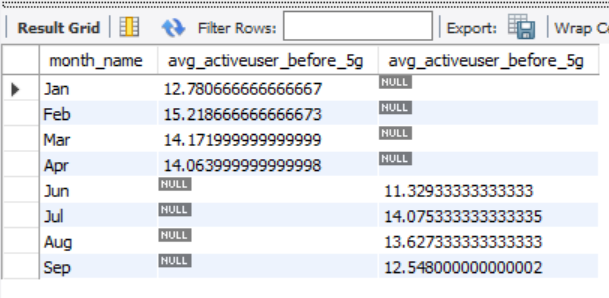 Result Grid Filter Rows: Export: Wrap C
month_name avg_activeuser_before_5g avg_activeuser_before_5g
Jan 12.780666666666667 NULL
Feb 15.218666666666673 NULL
Mar 14.171999999999999 NULL
Apr 14.063999999999998 NULL
Jun NULL 11.32933333333333
Jul NULL 14.075333333333335
Aug NULL 13.627333333333333
Sep NULL 12.548000000000002